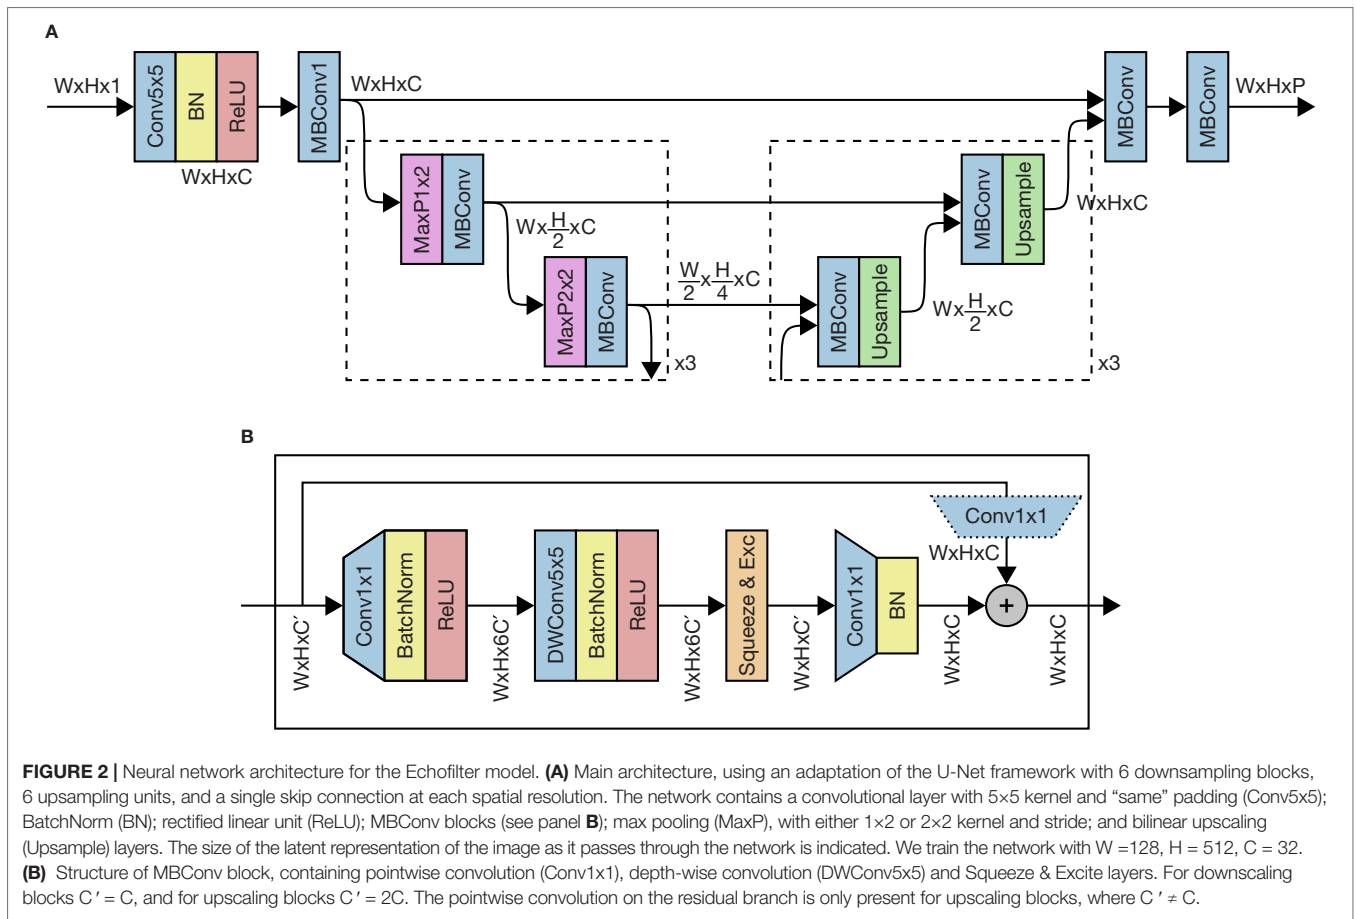 A
WxHx1
Conv5x5
BN
ReLU
WxHxC
MBConv1
WxHxC
MBConv
MBConv
WxHxP
MaxP1x2
MBConv
Wx H/2 xC
MaxP2x2
MBConv
W/2 x H/4 xC
x3
MBConv
Upsample
Wx H/2 xC
MBConv
Upsample
WxHxC
x3
B
WxHxC′
Conv1x1
BatchNorm
ReLU
WxHx6C′
DWConv5x5
BatchNorm
ReLU
WxHx6C′
Squeeze & Exc
WxHxC′
Conv1x1
BN
WxHxC
Conv1x1
WxHxC
+
WxHxC
FIGURE 2 | Neural network architecture for the Echofilter model. (A) Main architecture, using an adaptation of the U-Net framework with 6 downsampling blocks,
6 upsampling units, and a single skip connection at each spatial resolution. The network contains a convolutional layer with 5×5 kernel and “same” padding (Conv5x5);
BatchNorm (BN); rectified linear unit (ReLU); MBConv blocks (see panel B); max pooling (MaxP), with either 1×2 or 2×2 kernel and stride; and bilinear upscaling
(Upsample) layers. The size of the latent representation of the image as it passes through the network is indicated. We train the network with W =128, H = 512, C = 32.
(B) Structure of MBConv block, containing pointwise convolution (Conv1x1), depth-wise convolution (DWConv5x5) and Squeeze & Excite layers. For downscaling
blocks C ′ = C, and for upscaling blocks C ′ = 2C. The pointwise convolution on the residual branch is only present for upscaling blocks, where C ′ ≠ C.